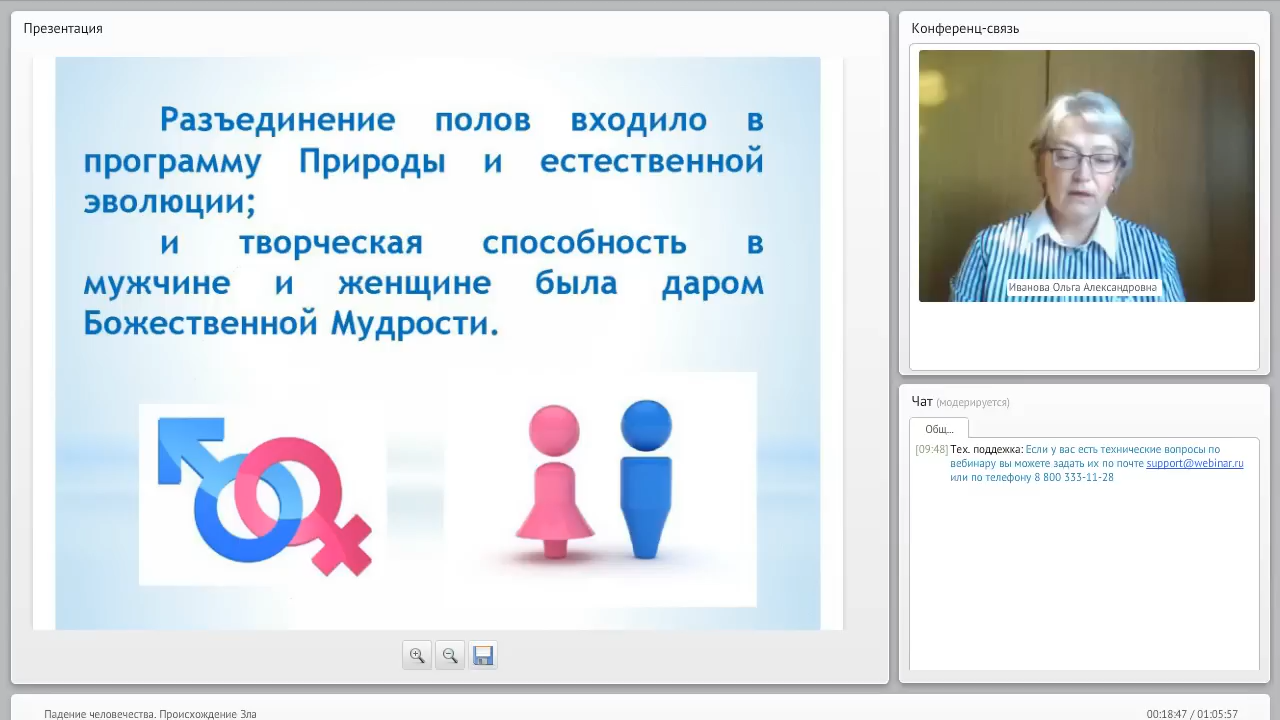 Презентация
Разъединение полов входило в
программу Природы и естественной
эволюции;
и творческая способность в
мужчине и женщине была даром
Божественной Мудрости.
Конференц-связь
Иванова Ольга Александровна
Чат (модерируется)
Общ...
[09:48] Тех. поддежка: Если у вас есть технические вопросы по
вебинару вы можете задать их по почте support@webinar.ru
или по телефону 8 800 333-11-28
Падение человечества. Происхождение Зла
00:18:47 / 01:05:57